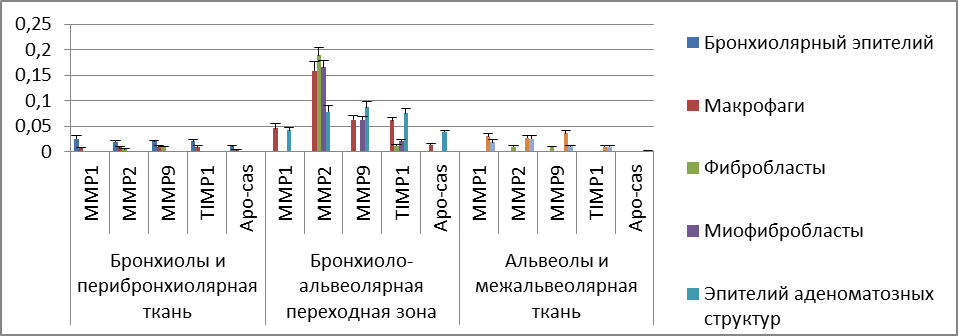 0,25
0,2
0,15
0,1
0,05
0
MMP1
MMP2
MMP9
TIMP1
Apo-cas
MMP1
MMP2
MMP9
TIMP1
Apo-cas
MMP1
MMP2
MMP9
TIMP1
Apo-cas
Бронхиолы и
перибронхиолярная
ткань
Бронхиоло-
альвеолярная
переходная зона
Альвеолы и
межальвеолярная
ткань
Бронхиолярный эпителий
Макрофаги
Фибробласты
Миофибробласты
Эпителий аденоматозных
структур